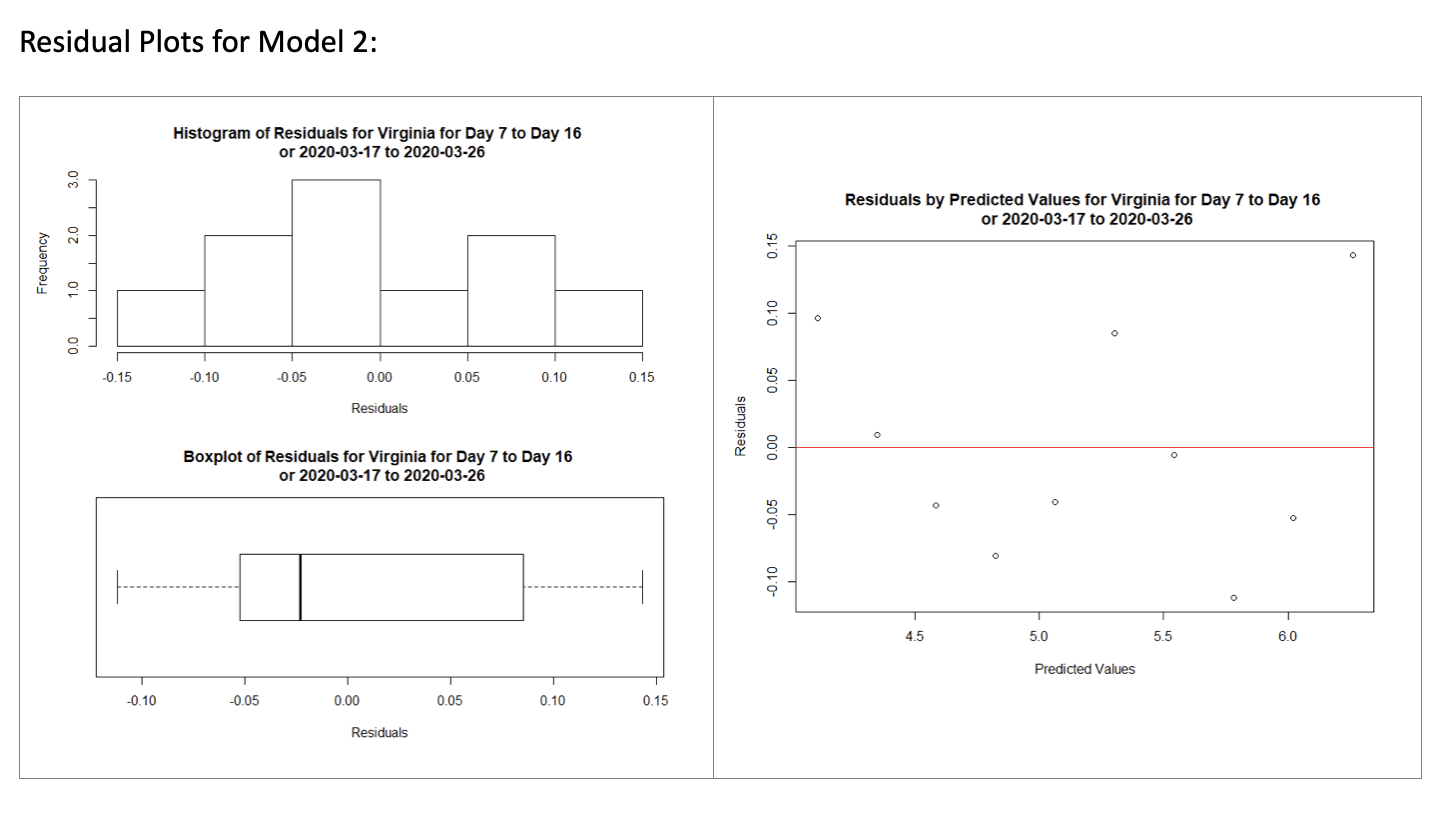 Residual Plots for Model 2:
Histogram of Residuals for Virginia for Day 7 to Day 16
or 2020-03-17 to 2020-03-26
Frequency
3.0
2.0
1.0
0.0
-0.15 -0.10 -0.05 0.00 0.05 0.10 0.15
Residuals
Boxplot of Residuals for Virginia for Day 7 to Day 16
or 2020-03-17 to 2020-03-26
-0.10 -0.05 0.00 0.05 0.10 0.15
Residuals
Residuals by Predicted Values for Virginia for Day 7 to Day 16
or 2020-03-17 to 2020-03-26
Residuals
0.15
0.10
0.05
0.00
-0.05
-0.10
4.5 5.0 5.5 6.0
Predicted Values